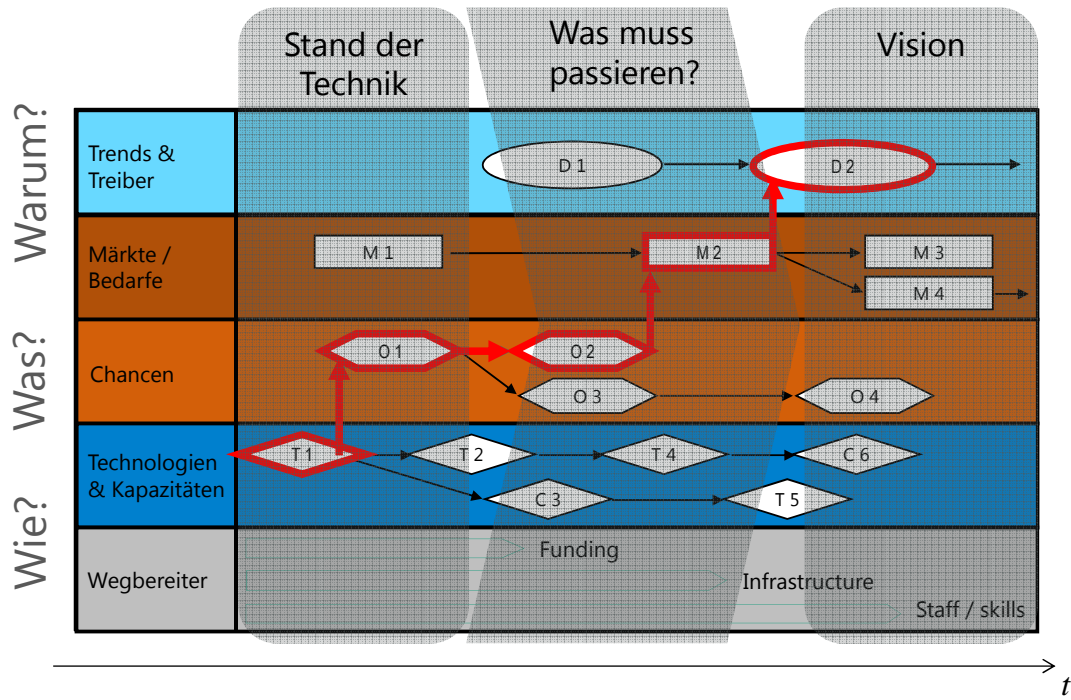 Stand der
Technik
Was muss
passieren?
Vision
Warum?
Was?
Wie?
Trends &
Treiber
D 1
D 2
Märkte /
Bedarfe
M 1
M 2
M 3
M 4
Chancen
O 1
O 2
O 3
O 4
Technologien
& Kapazitäten
T 1
T 2
T 4
C 6
C 3
T 5
Wegbereiter
Funding
Infrastructure
Staff / skills
t